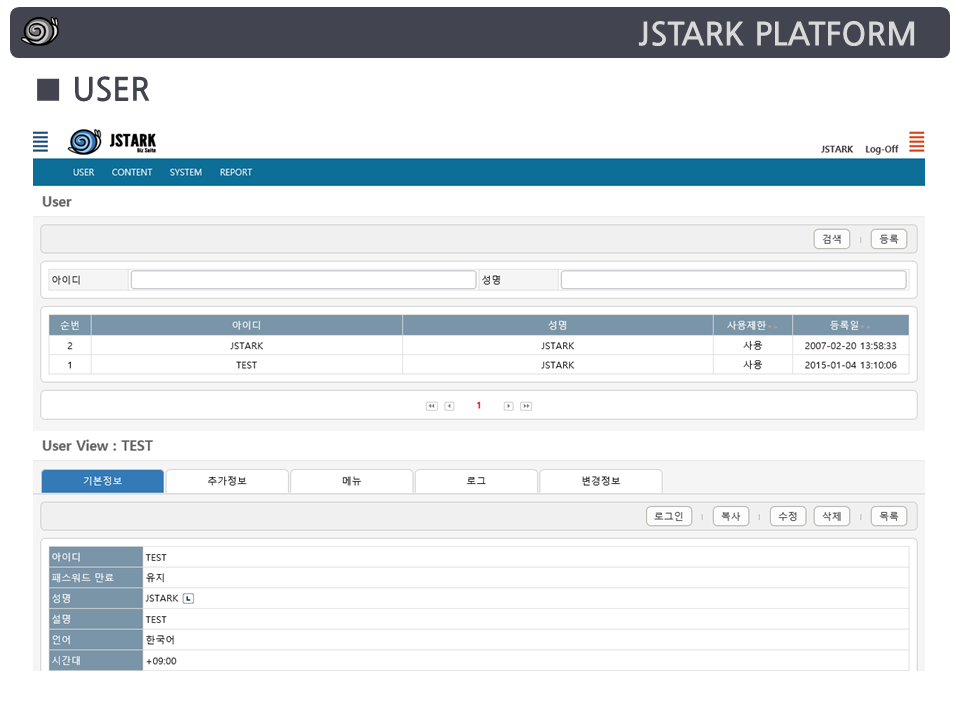 JSTARK PLATFORM
■ USER
JSTARK
Biz Suite
JSTARK Log-Off
USER CONTENT SYSTEM REPORT
User
검색 등록
아이디 성명
순번 아이디 성명 사용제한 등록일
2 JSTARK JSTARK 사용 2007-02-20 13:58:33
1 TEST JSTARK 사용 2015-01-04 13:10:06
1
User View : TEST
기본정보 추가정보 메뉴 로그 변경정보
로그인 복사 수정 삭제 목록
아이디 TEST
패스워드 만료 유지
성명 JSTARK L
설명 TEST
언어 한국어
시간대 +09:00